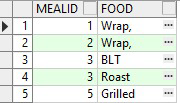 MEALID FOOD
1 1 Wrap, ...
2 2 Wrap, ...
3 3 BLT ...
4 3 Roast ...
5 5 Grilled ...